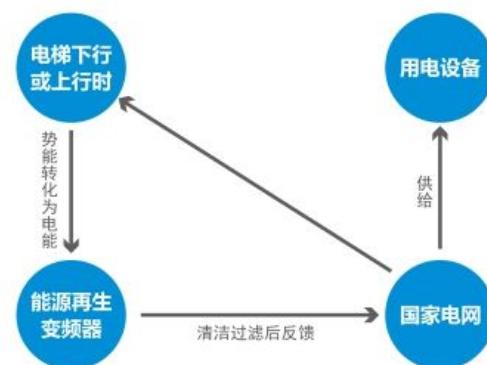 电梯下行
或上行时
用电设备
势能转化为电能
供给
能源再生
变频器
清洁过滤后反馈
国家电网